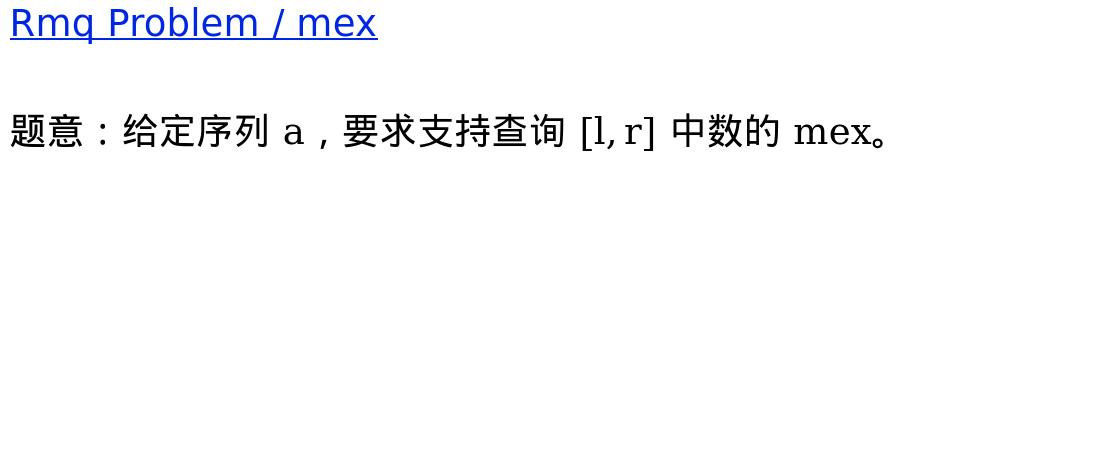 Rmq Problem / mex
题意：给定序列 a ，要求支持查询 [l, r] 中数的 mex。